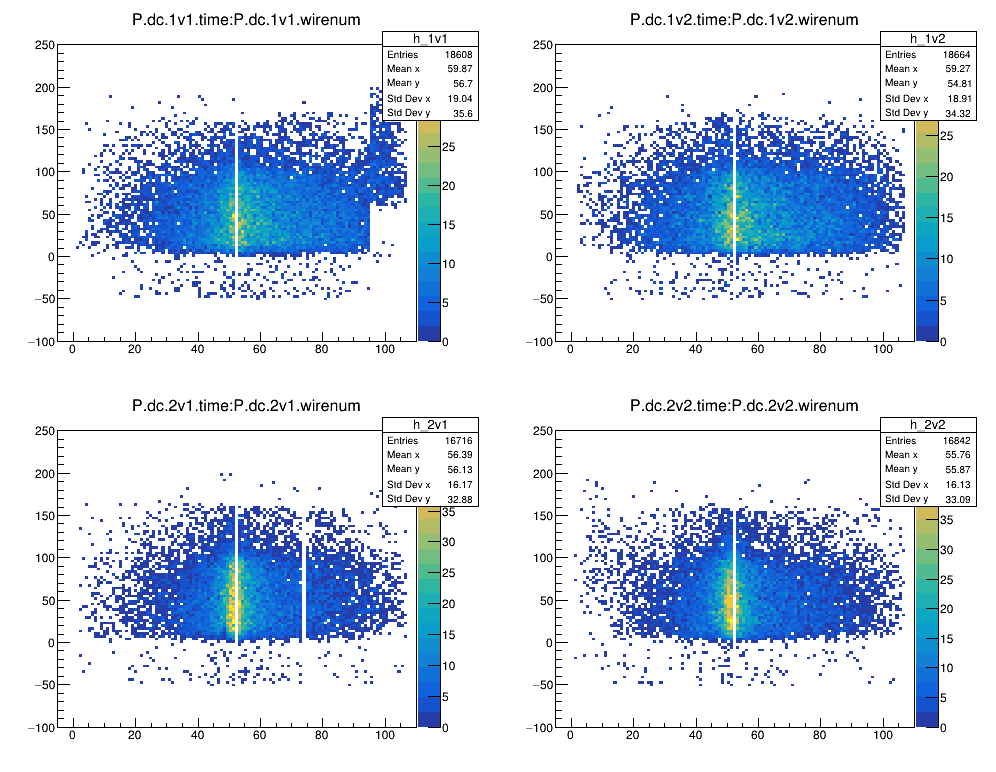 P.dc.1v1.time:P.dc.1v1.wirenum
h_1v1
Entries 18608
Mean x 59.87
Mean y 56.7
Std Dev x 19.04
Std Dev y 35.6
250
200
150
100
50
0
−50
−100
0 20 40 60 80 100
25
20
15
10
5
0
P.dc.1v2.time:P.dc.1v2.wirenum
h_1v2
Entries 18664
Mean x 59.27
Mean y 54.81
Std Dev x 18.91
Std Dev y 34.32
250
200
150
100
50
0
−50
−100
0 20 40 60 80 100
25
20
15
10
5
0
P.dc.2v1.time:P.dc.2v1.wirenum
h_2v1
Entries 16716
Mean x 56.39
Mean y 56.13
Std Dev x 16.17
Std Dev y 32.88
250
200
150
100
50
0
−50
−100
0 20 40 60 80 100
35
30
25
20
15
10
5
0
P.dc.2v2.time:P.dc.2v2.wirenum
h_2v2
Entries 16842
Mean x 55.76
Mean y 55.87
Std Dev x 16.13
Std Dev y 33.09
250
200
150
100
50
0
−50
−100
0 20 40 60 80 100
35
30
25
20
15
10
5
0